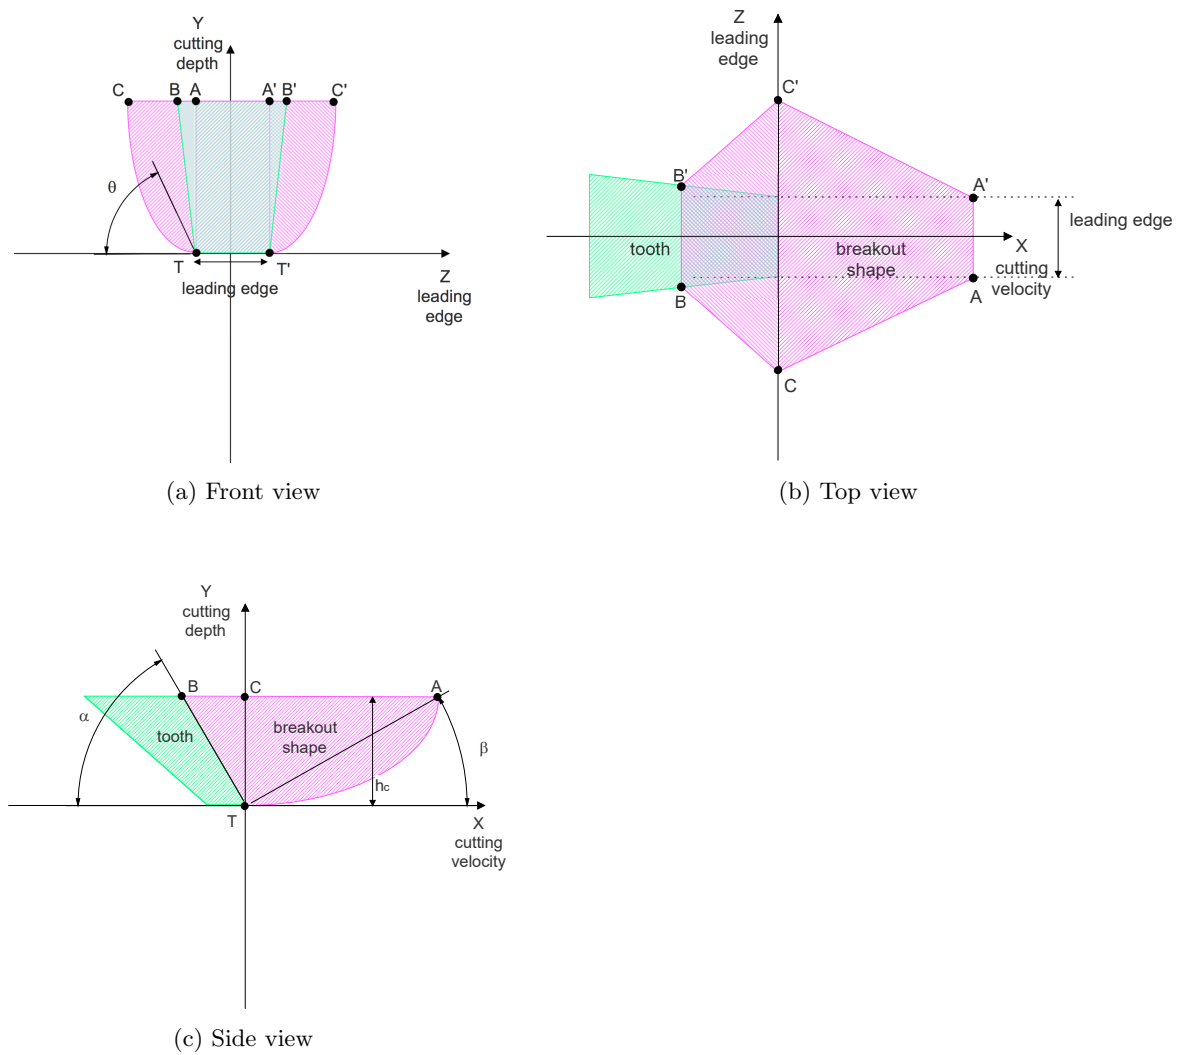 Y
cutting
depth
C
B
A
A'
B'
C'
θ
T
T'
leading edge
Z
leading
edge
(a) Front view
Z
leading
edge
C'
B'
A'
leading edge
tooth
breakout
shape
X
cutting
velocity
B
A
C
(b) Top view
Y
cutting
depth
B
C
A
α
tooth
breakout
shape
β
hc
T
X
cutting
velocity
(c) Side view